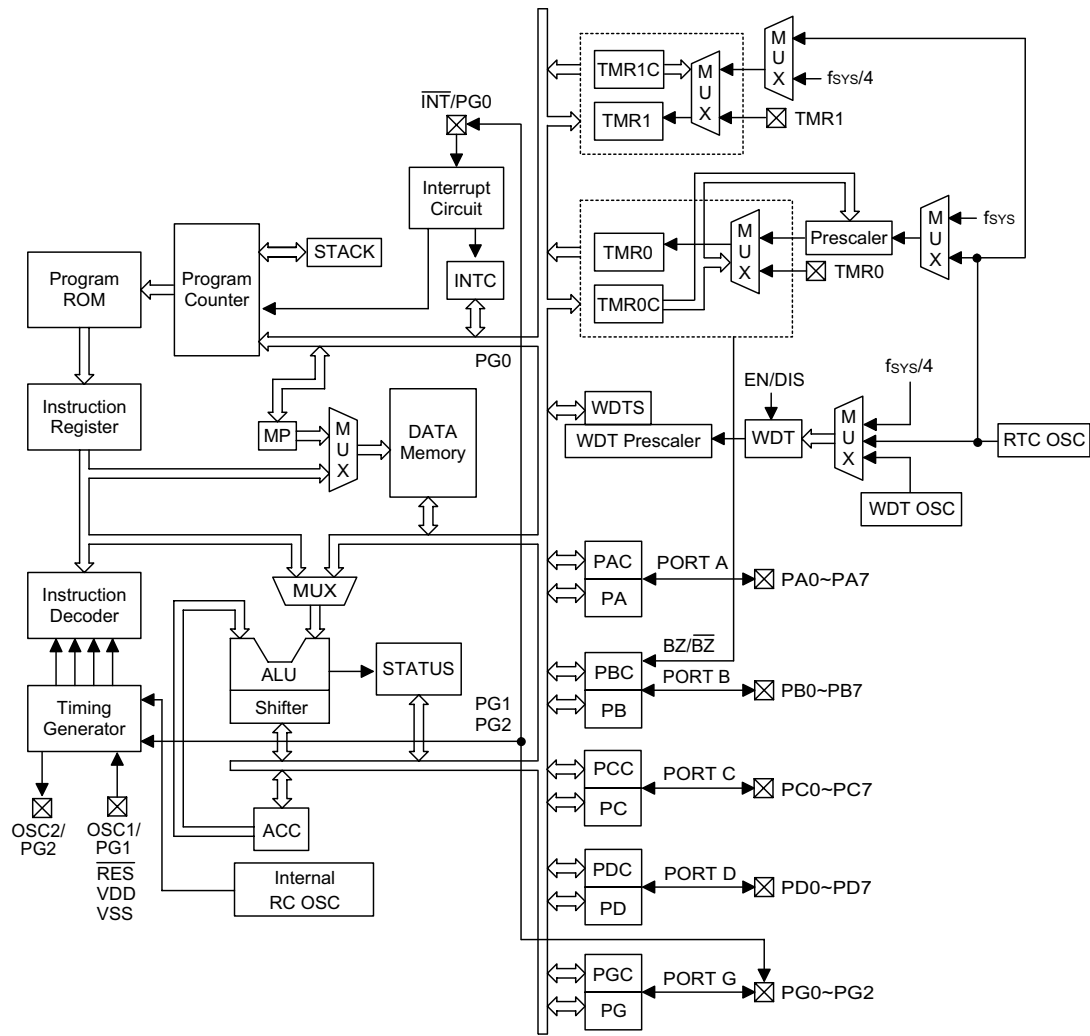 M
U
X
TMR1C
M
U
X
fSYS/4
TMR1
TMR1
I̅N̅T̅/PG0
Interrupt
Circuit
STACK
Program
ROM
Program
Counter
INTC
PG0
TMR0
M
U
X
Prescaler
M
U
X
fSYS
TMR0
TMR0C
Instruction
Register
MP
M
U
X
DATA
Memory
EN/DIS
fSYS/4
WDTS
WDT Prescaler
WDT
M
U
X
RTC OSC
WDT OSC
Instruction
Decoder
MUX
ALU
Shifter
STATUS
Timing
Generator
PG1
PG2
OSC2/
PG2
OSC1/
PG1
R̅E̅S̅
VDD
VSS
ACC
Internal
RC OSC
PAC
PA
PORT A
PA0~PA7
BZ/B̅Z̅
PBC
PB
PORT B
PB0~PB7
PCC
PC
PORT C
PC0~PC7
PDC
PD
PORT D
PD0~PD7
PGC
PG
PORT G
PG0~PG2